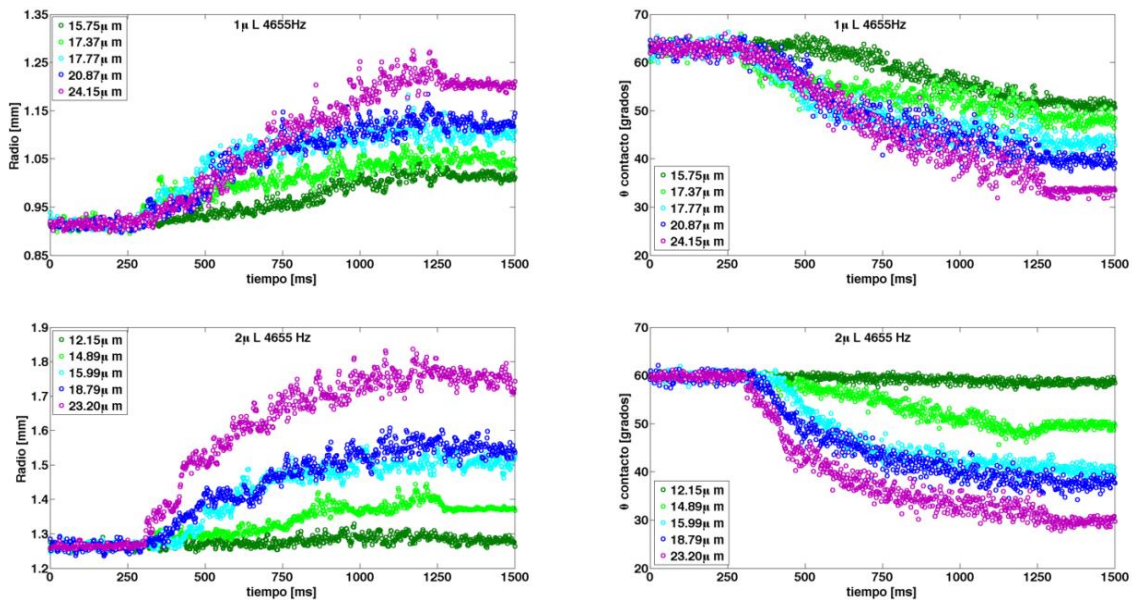 1μ L 4655Hz
15.75μ m
17.37μ m
17.77μ m
20.87μ m
24.15μ m
Radio [mm]
1.35
1.25
1.15
1.05
0.95
0.85
0 250 500 750 1000 1250 1500
tiempo [ms]
1μ L 4655Hz
θ contacto [grados]
70
60
50
40
30
20
15.75μ m
17.37μ m
17.77μ m
20.87μ m
24.15μ m
0 250 500 750 1000 1250 1500
tiempo [ms]
2μ L 4655 Hz
12.15μ m
14.89μ m
15.99μ m
18.79μ m
23.20μ m
Radio [mm]
1.9
1.8
1.7
1.6
1.5
1.4
1.3
1.2
0 250 500 750 1000 1250 1500
tiempo [ms]
2μ L 4655 Hz
θ contacto [grados]
70
60
50
40
30
20
12.15μ m
14.89μ m
15.99μ m
18.79μ m
23.20μ m
0 250 500 750 1000 1250 1500
tiempo [ms]